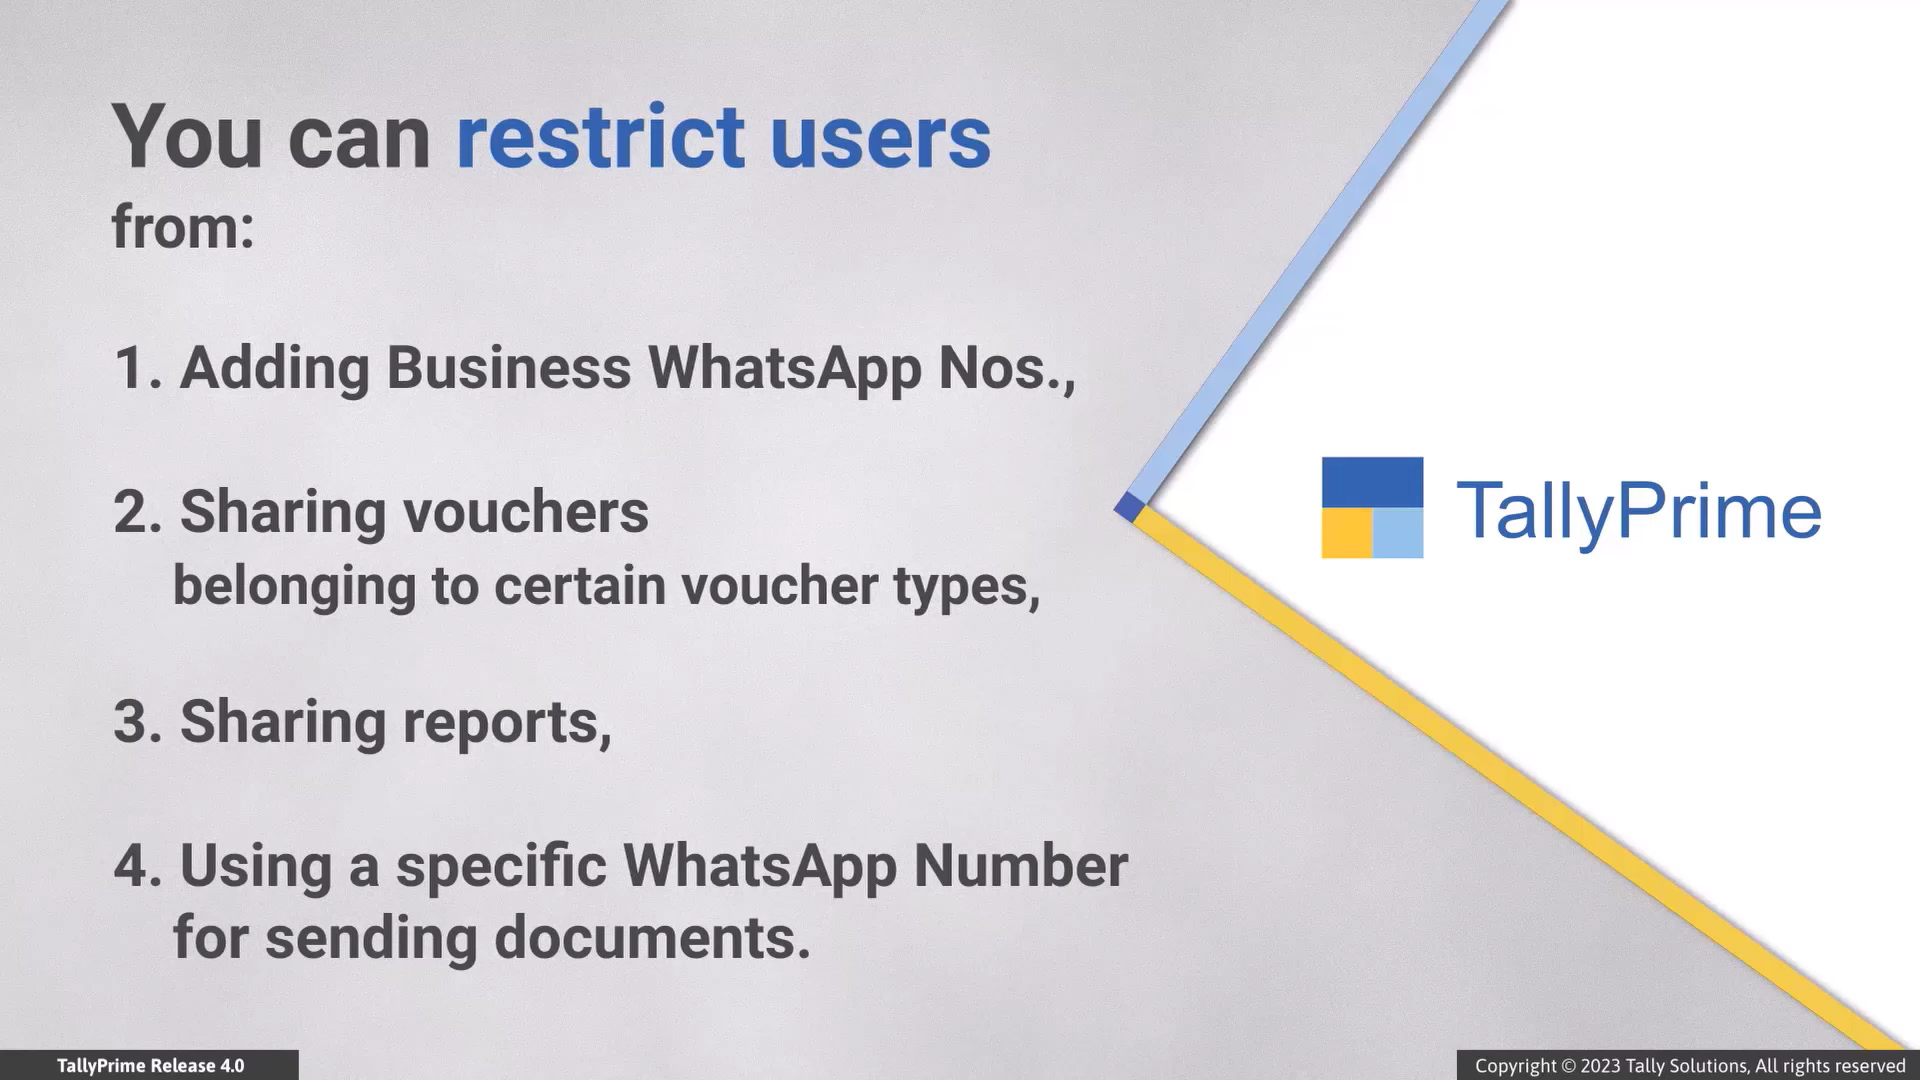 You can restrict users
from:
1. Adding Business WhatsApp Nos.,
2. Sharing vouchers
belonging to certain voucher types,
3. Sharing reports,
4. Using a specific WhatsApp Number
for sending documents.
TallyPrime
TallyPrime Release 4.0
Copyright © 2023 Tally Solutions, All rights reserved